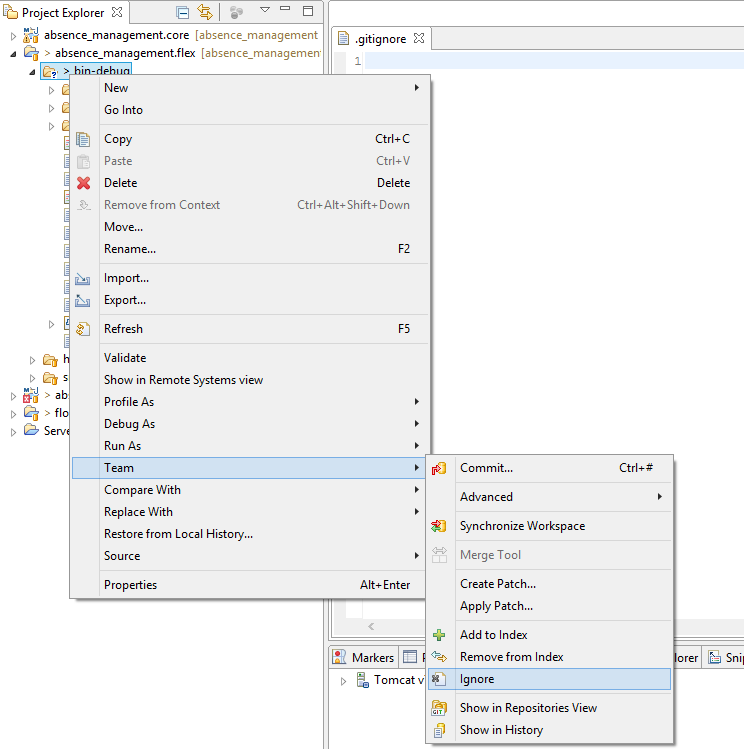 Project Explorer
.gitignore
1
absence_management.core [absence_management
> absence_management.flex [absence_management
> bin-debug
New
Go Into
Copy Ctrl+C
Paste Ctrl+V
Delete Delete
Remove from Context Ctrl+Alt+Shift+Down
Move...
Rename... F2
Import...
Export...
Refresh F5
Validate
Show in Remote Systems view
Profile As
Debug As
Run As
Team
Compare With
Replace With
Restore from Local History...
Source
Properties Alt+Enter
> h
> s
> abs
> flo
Serve
Commit... Ctrl+#
Advanced
Synchronize Workspace
Merge Tool
Create Patch...
Apply Patch...
Add to Index
Remove from Index
Ignore
Show in Repositories View
Show in History
Markers
lorer
Snip
Tomcat v